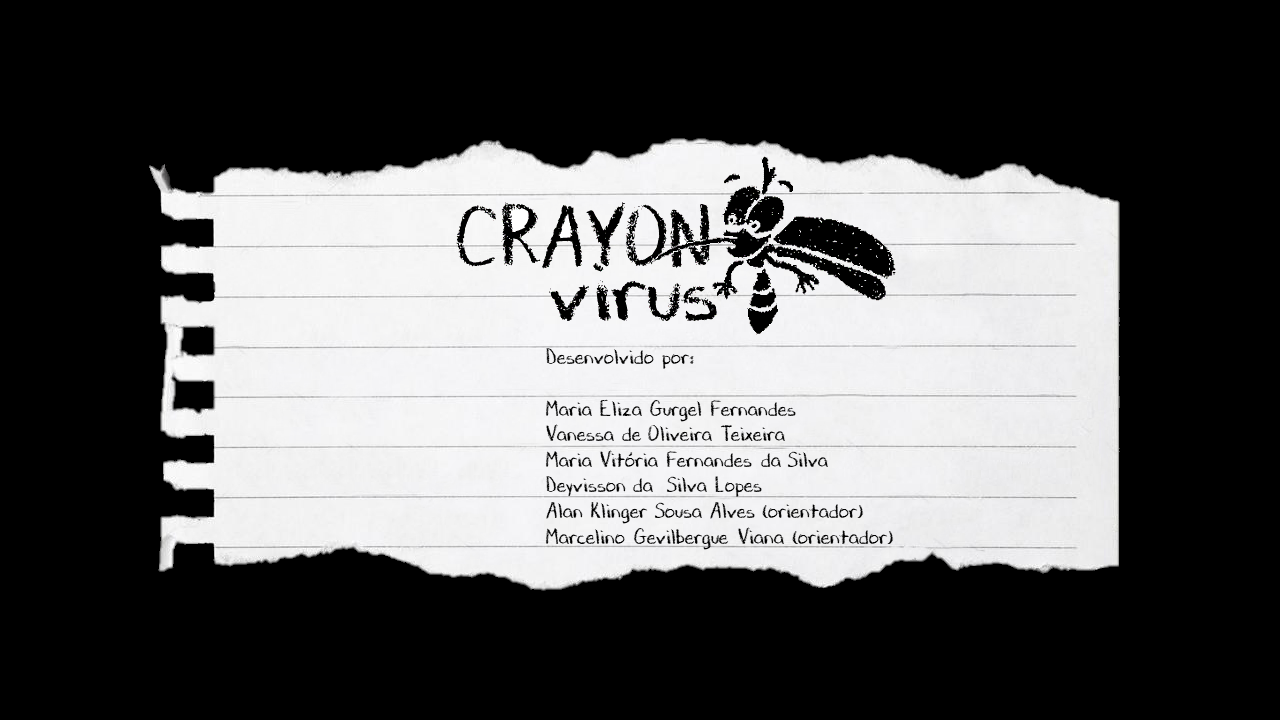 CRAYON
virus
Desenvolvido por:
Maria Eliza Gurgel Fernandes
Vanessa de Oliveira Teixeira
Maria Vitória Fernandes da Silva
Deyvisson da Silva Lopes
Alan Klinger Sousa Alves (orientador)
Marcelino Gevilbergue Viana (orientador)